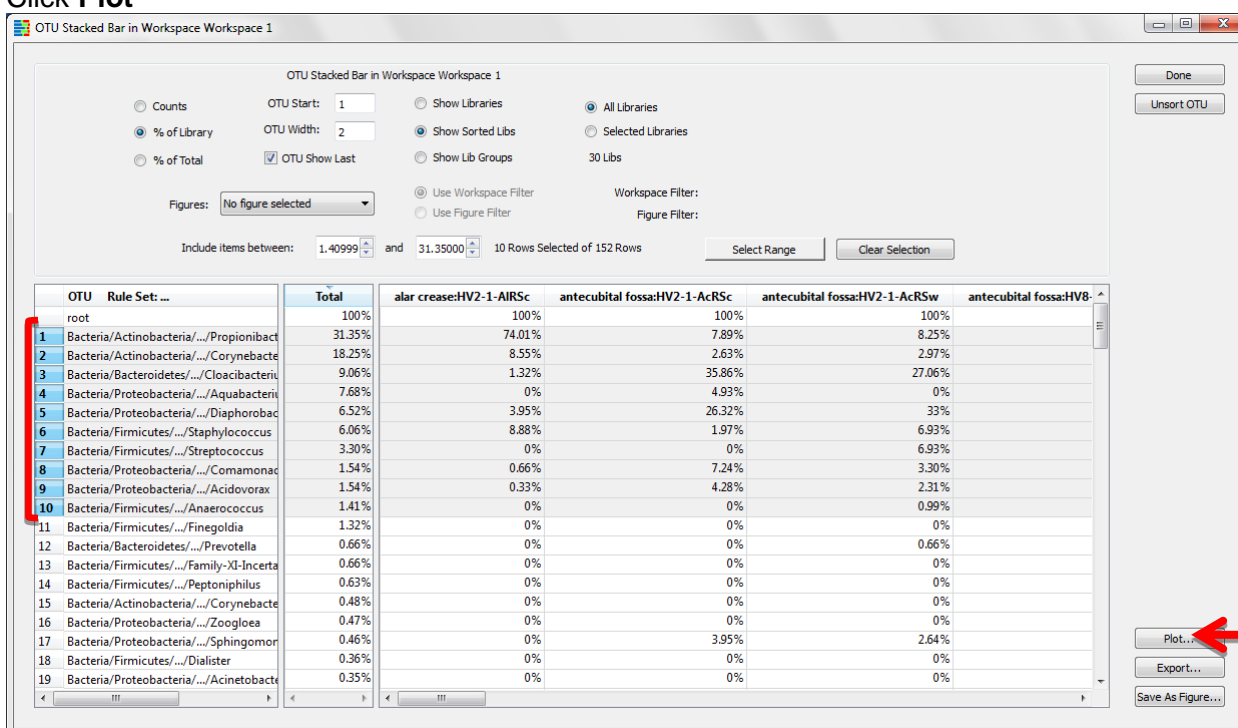 Click Plot
OTU Stacked Bar in Workspace Workspace 1
OTU Stacked Bar in Workspace Workspace 1
Done
Counts OTU Start: 1 Show Libraries All Libraries Unsort OTU
% of Library OTU Width: 2 Show Sorted Libs Selected Libraries
% of Total OTU Show Last Show Lib Groups 30 Libs
Figures: No figure selected Use Workspace Filter Workspace Filter:
Use Figure Filter Figure Filter:
Include items between: 1.40999 and 31.35000 10 Rows Selected of 152 Rows Select Range Clear Selection
OTU Rule Set: ... Total alar crease:HV2-1-AlRSc antecubital fossa:HV2-1-AcRSc antecubital fossa:HV2-1-AcRSw antecubital fossa:HV8-
root 100% 100% 100% 100%
1 Bacteria/Actinobacteria/.../Propionibact 31.35% 74.01% 7.89% 8.25%
2 Bacteria/Actinobacteria/.../Corynebacte 18.25% 8.55% 2.63% 2.97%
3 Bacteria/Bacteroidetes/.../Cloacibacteriu 9.06% 1.32% 35.86% 27.06%
4 Bacteria/Proteobacteria/.../Aquabacteriu 7.68% 0% 4.93% 0%
5 Bacteria/Proteobacteria/.../Diaphorobac 6.52% 3.95% 26.32% 33%
6 Bacteria/Firmicutes/.../Staphylococcus 6.06% 8.88% 1.97% 6.93%
7 Bacteria/Firmicutes/.../Streptococcus 3.30% 0% 0% 6.93%
8 Bacteria/Proteobacteria/.../Comamonac 1.54% 0.66% 7.24% 3.30%
9 Bacteria/Proteobacteria/.../Acidovorax 1.54% 0.33% 4.28% 2.31%
10 Bacteria/Firmicutes/.../Anaerococcus 1.41% 0% 0% 0.99%
11 Bacteria/Firmicutes/.../Finegoldia 1.32% 0% 0% 0%
12 Bacteria/Bacteroidetes/.../Prevotella 0.66% 0% 0% 0.66%
13 Bacteria/Firmicutes/.../Family-XI-Incerta 0.66% 0% 0% 0%
14 Bacteria/Firmicutes/.../Peptoniphilus 0.63% 0% 0% 0%
15 Bacteria/Actinobacteria/.../Corynebacte 0.48% 0% 0% 0%
16 Bacteria/Proteobacteria/.../Zoogloea 0.47% 0% 0% 0%
17 Bacteria/Proteobacteria/.../Sphingomon 0.46% 0% 3.95% 2.64% Plot...
18 Bacteria/Firmicutes/.../Dialister 0.36% 0% 0% 0% Export...
19 Bacteria/Proteobacteria/.../Acinetobacte 0.35% 0% 0% 0%
Save As Figure...